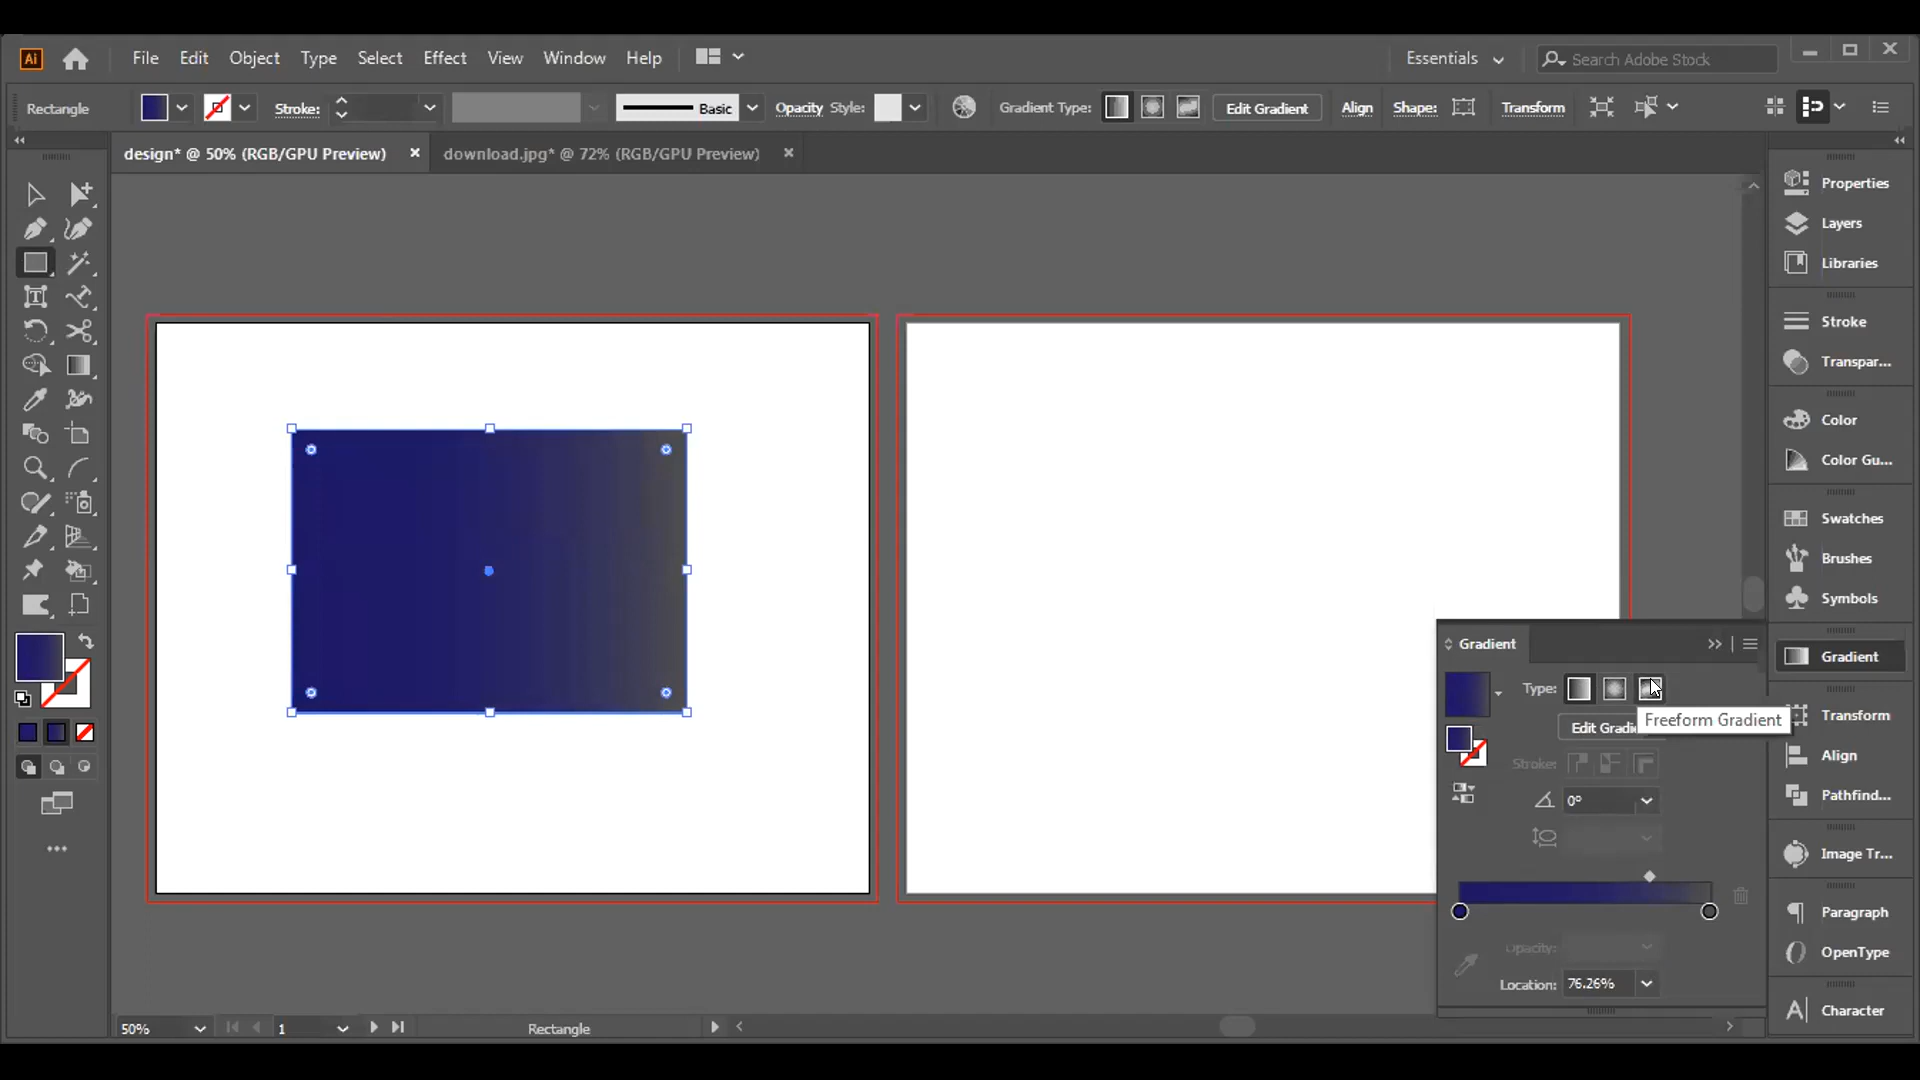 Ai File Edit Object Type Select Effect View Window Help Essentials Search Adobe Stock
Rectangle Stroke: Basic Opacity Style: Gradient Type: Edit Gradient Align Shape: Transform
design* @ 50% (RGB/GPU Preview) × download.jpg* @ 72% (RGB/GPU Preview) ×
Properties
Layers
Libraries
Stroke
Transpar...
Color
Color Gu...
Swatches
Brushes
Symbols
Gradient
Transform
Align
Pathfind...
Image Tr...
Paragraph
OpenType
Character
Gradient
Type:
Freeform Gradient
Edit Gradi
Stroke:
0°
Opacity:
Location: 76.26%
50% 1 Rectangle